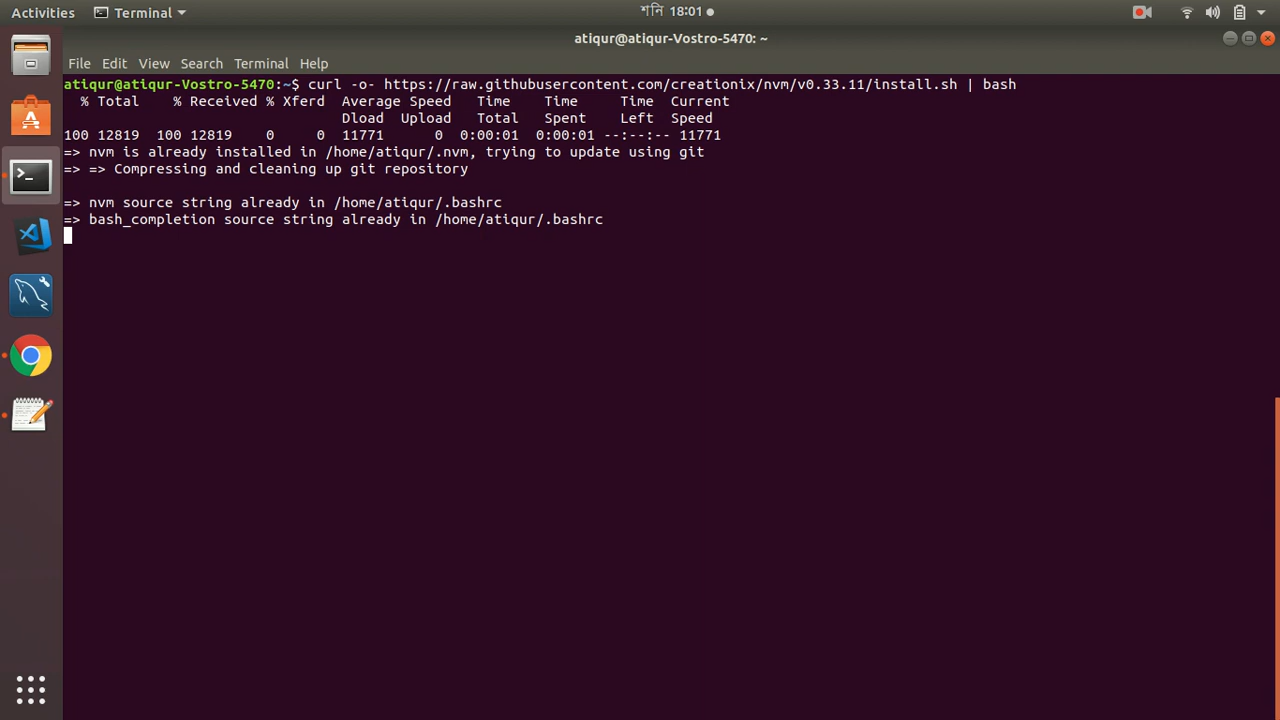 Activities
Terminal
শনি 18:01
atiqur@atiqur-Vostro-5470: ~
File Edit View Search Terminal Help
atiqur@atiqur-Vostro-5470:~$ curl -o- https://raw.githubusercontent.com/creationix/nvm/v0.33.11/install.sh | bash
% Total % Received % Xferd Average Speed Time Time Time Current
Dload Upload Total Spent Left Speed
100 12819 100 12819 0 0 11771 0 0:00:01 0:00:01 --:--:-- 11771
=> nvm is already installed in /home/atiqur/.nvm, trying to update using git
=> => Compressing and cleaning up git repository
=> nvm source string already in /home/atiqur/.bashrc
=> bash_completion source string already in /home/atiqur/.bashrc